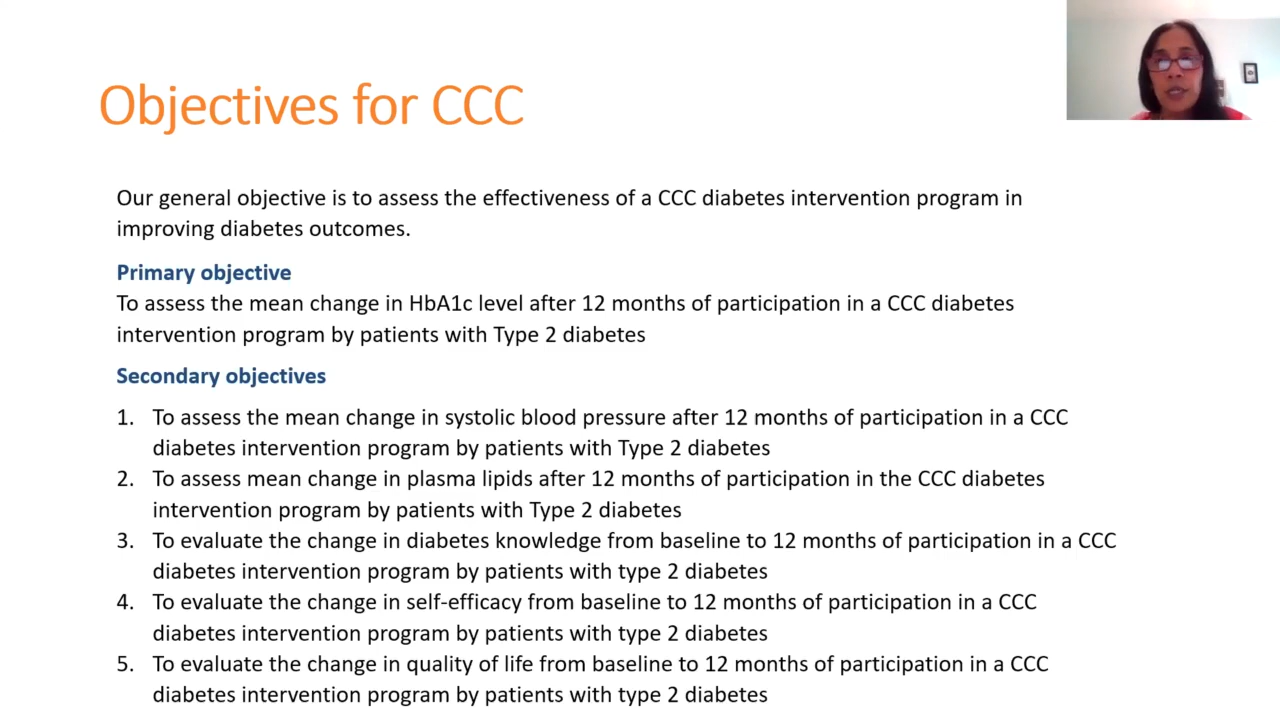 Objectives for CCC
Our general objective is to assess the effectiveness of a CCC diabetes intervention program in
improving diabetes outcomes.
Primary objective
To assess the mean change in HbA1c level after 12 months of participation in a CCC diabetes
intervention program by patients with Type 2 diabetes
Secondary objectives
1. To assess the mean change in systolic blood pressure after 12 months of participation in a CCC
diabetes intervention program by patients with Type 2 diabetes
2. To assess mean change in plasma lipids after 12 months of participation in the CCC diabetes
intervention program by patients with Type 2 diabetes
3. To evaluate the change in diabetes knowledge from baseline to 12 months of participation in a CCC
diabetes intervention program by patients with type 2 diabetes
4. To evaluate the change in self-efficacy from baseline to 12 months of participation in a CCC
diabetes intervention program by patients with type 2 diabetes
5. To evaluate the change in quality of life from baseline to 12 months of participation in a CCC
diabetes intervention program by patients with type 2 diabetes